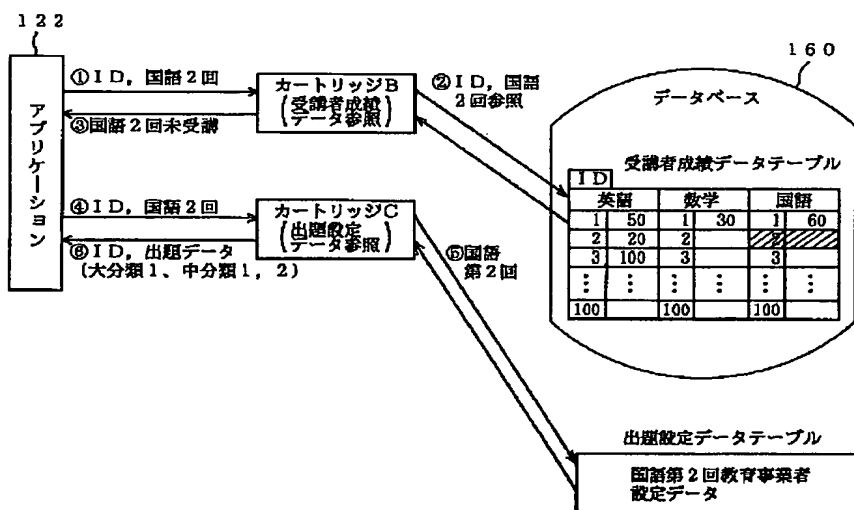 １２２
アプリケーション
①ＩＤ，国語２回
③国語２回未受講
カートリッジＢ
(受講者成績
データ参照)
②ＩＤ，国語
２回参照
④ＩＤ，国語２回
⑥ＩＤ，出題データ
(大分類１、中分類１，２)
カートリッジＣ
(出題設定
データ参照)
⑤国語
第２回
１６０
データベース
受講者成績データテーブル
ＩＤ
英語 数学 国語
1 50 1 30 1 60
2 20 2 2
3 100 3 3
⋮ ⋮ ⋮ ⋮ ⋮ ⋮
100 100 100
出題設定データテーブル
国語第２回教育事業者
設定データ